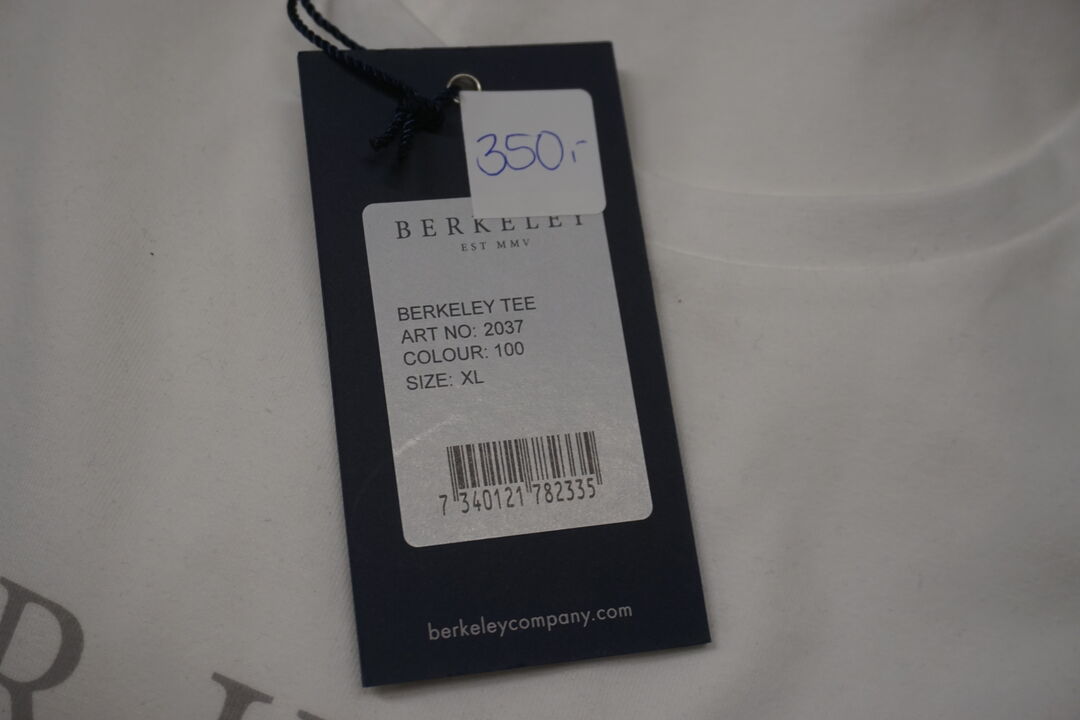 350,-
BERKELEY
EST MMV
BERKELEY TEE
ART NO: 2037
COLOUR: 100
SIZE: XL
7 340121 782335
berkeleycompany.com
R